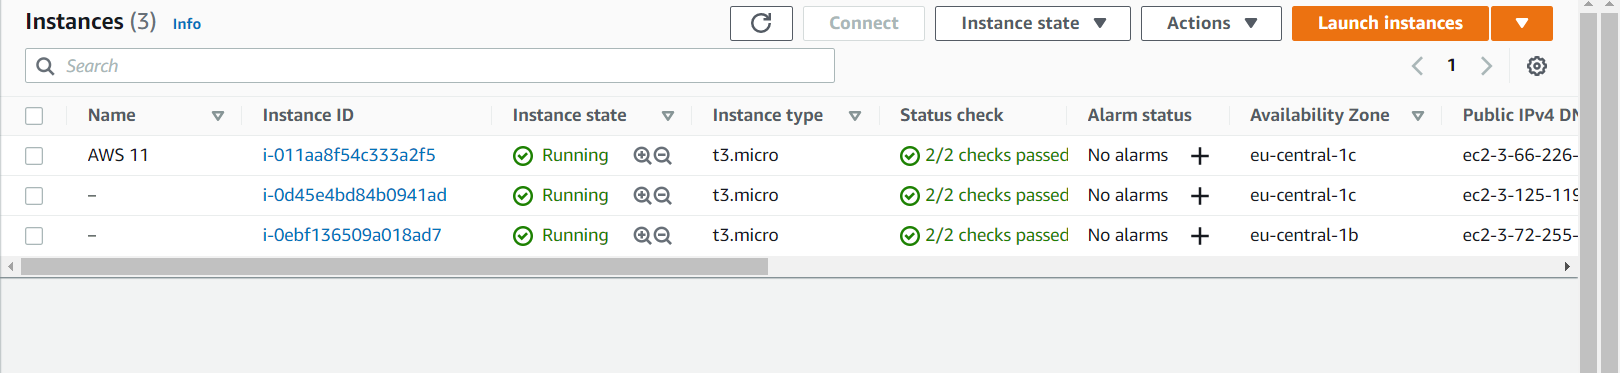 Instances (3) Info Connect Instance state Actions Launch instances
Search 1
Name Instance ID Instance state Instance type Status check Alarm status Availability Zone Public IPv4 DN
AWS 11 i-011aa8f54c333a2f5 Running t3.micro 2/2 checks passed No alarms + eu-central-1c ec2-3-66-226-
– i-0d45e4bd84b0941ad Running t3.micro 2/2 checks passed No alarms + eu-central-1c ec2-3-125-119
– i-0ebf136509a018ad7 Running t3.micro 2/2 checks passed No alarms + eu-central-1b ec2-3-72-255-